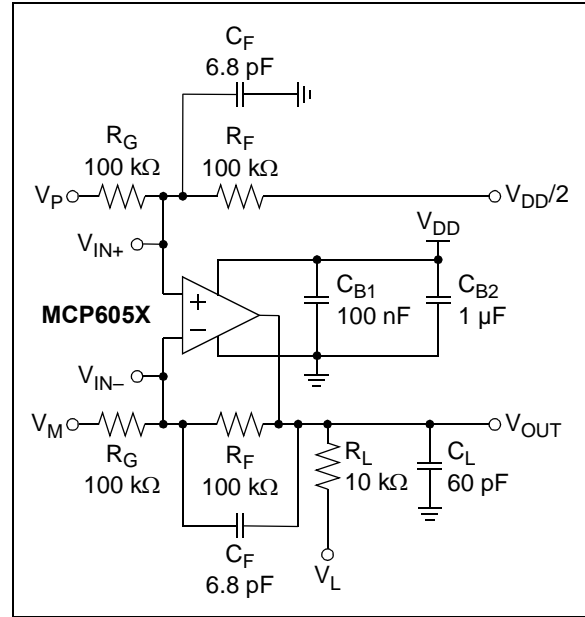 C_F
6.8 pF
R_G
100 kΩ
R_F
100 kΩ
V_P
V_DD/2
V_IN+
V_DD
MCP605X
+
−
C_B1
100 nF
C_B2
1 µF
V_IN–
V_M
V_OUT
R_G
100 kΩ
R_F
100 kΩ
R_L
10 kΩ
C_L
60 pF
C_F
6.8 pF
V_L